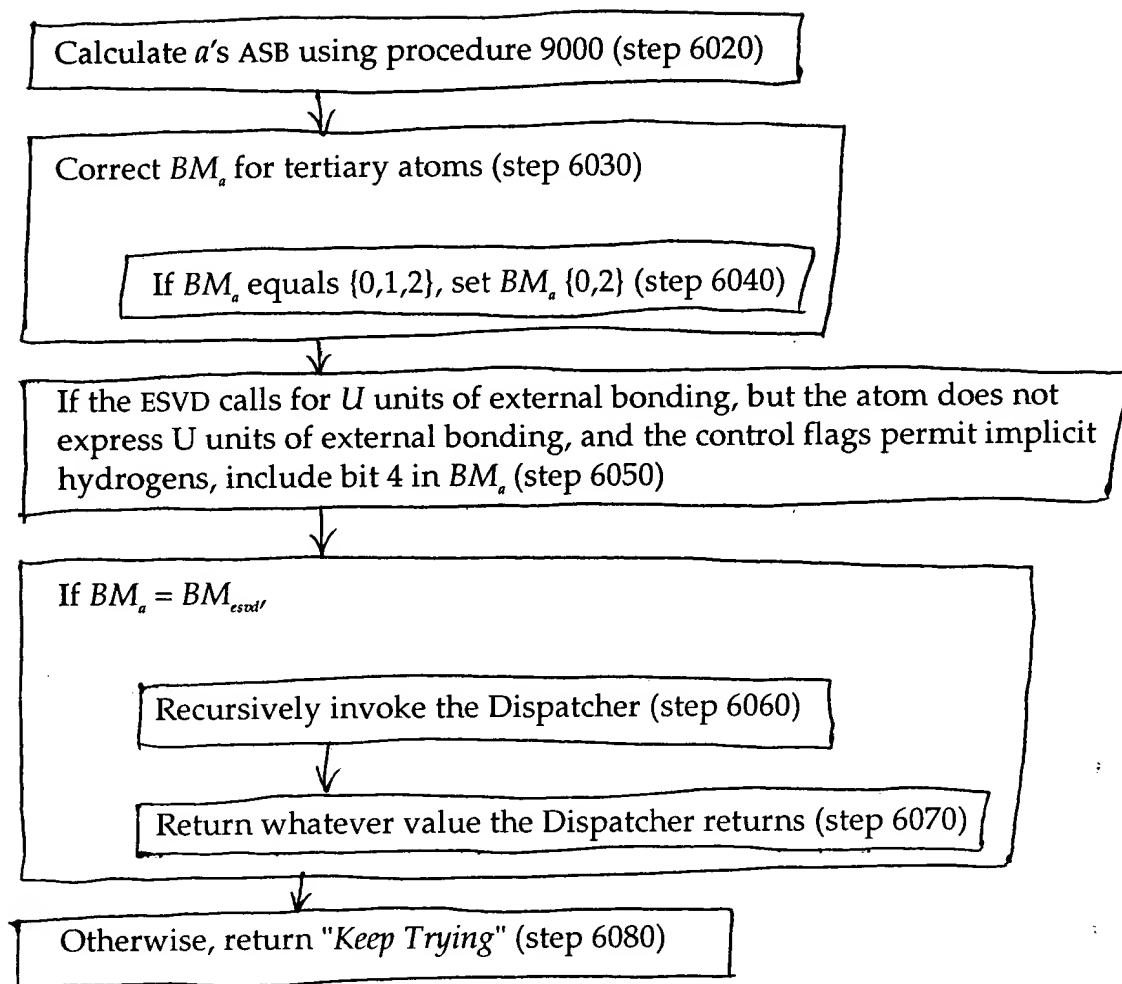 Calculate a's ASB using procedure 9000 (step 6020)
Correct BMa for tertiary atoms (step 6030)
If BMa equals {0,1,2}, set BMa {0,2} (step 6040)
If the ESVD calls for U units of external bonding, but the atom does not
express U units of external bonding, and the control flags permit implicit
hydrogens, include bit 4 in BMa (step 6050)
If BMa = BMesvd,
Recursively invoke the Dispatcher (step 6060)
Return whatever value the Dispatcher returns (step 6070)
Otherwise, return "Keep Trying" (step 6080)